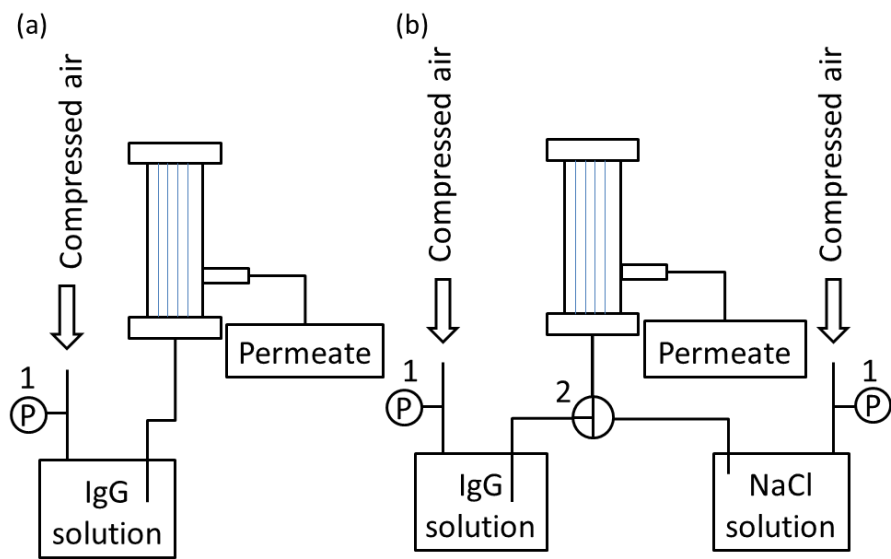 (a)
Compressed air
1
P
IgG
solution
Permeate
(b)
Compressed air
1
P
IgG
solution
2
Permeate
Compressed air
1
P
NaCl
solution